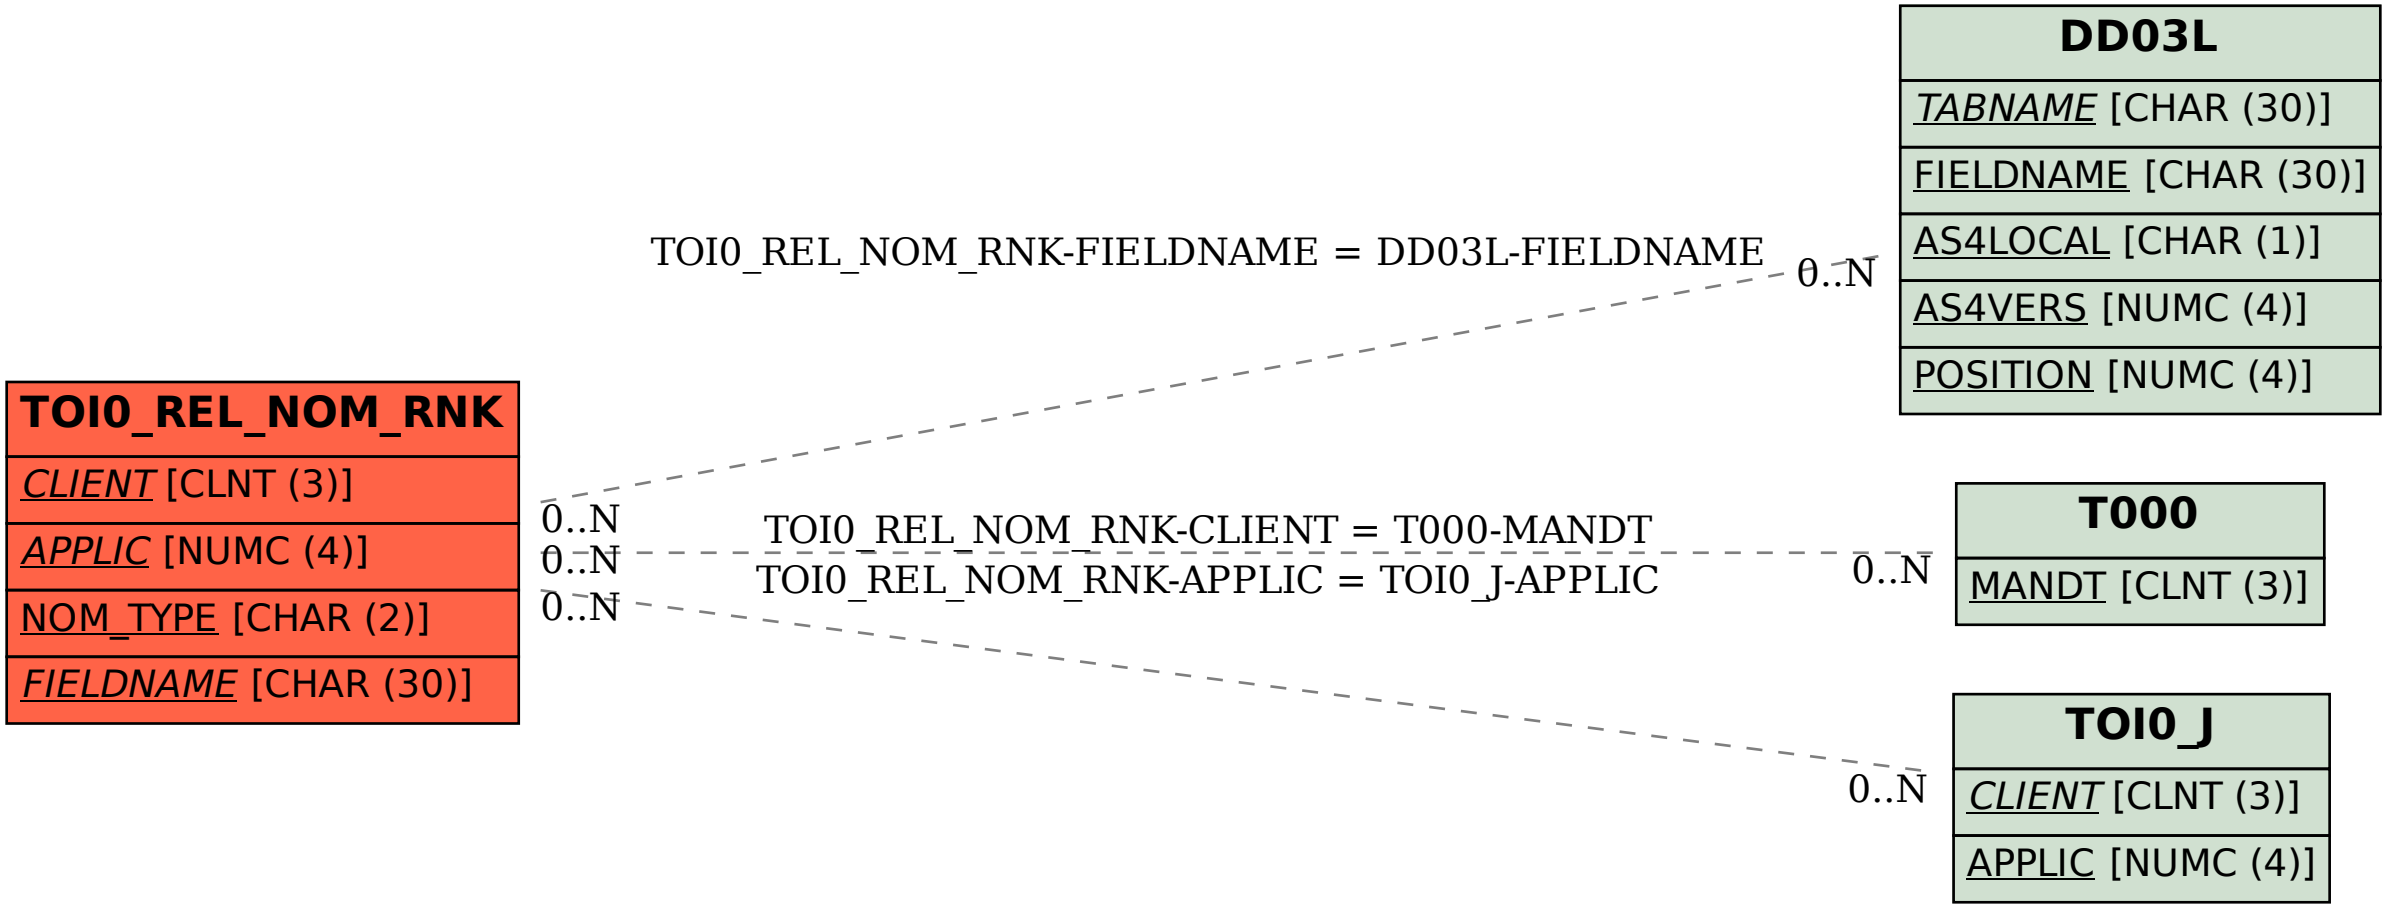 DD03L
TABNAME [CHAR (30)]
FIELDNAME [CHAR (30)]
AS4LOCAL [CHAR (1)]
AS4VERS [NUMC (4)]
POSITION [NUMC (4)]
TOI0_REL_NOM_RNK-FIELDNAME = DD03L-FIELDNAME
0..N
TOI0_REL_NOM_RNK
CLIENT [CLNT (3)]
APPLIC [NUMC (4)]
NOM_TYPE [CHAR (2)]
FIELDNAME [CHAR (30)]
0..N
0..N
0..N
TOI0_REL_NOM_RNK-CLIENT = T000-MANDT
TOI0_REL_NOM_RNK-APPLIC = TOI0_J-APPLIC
0..N
T000
MANDT [CLNT (3)]
0..N
TOI0_J
CLIENT [CLNT (3)]
APPLIC [NUMC (4)]